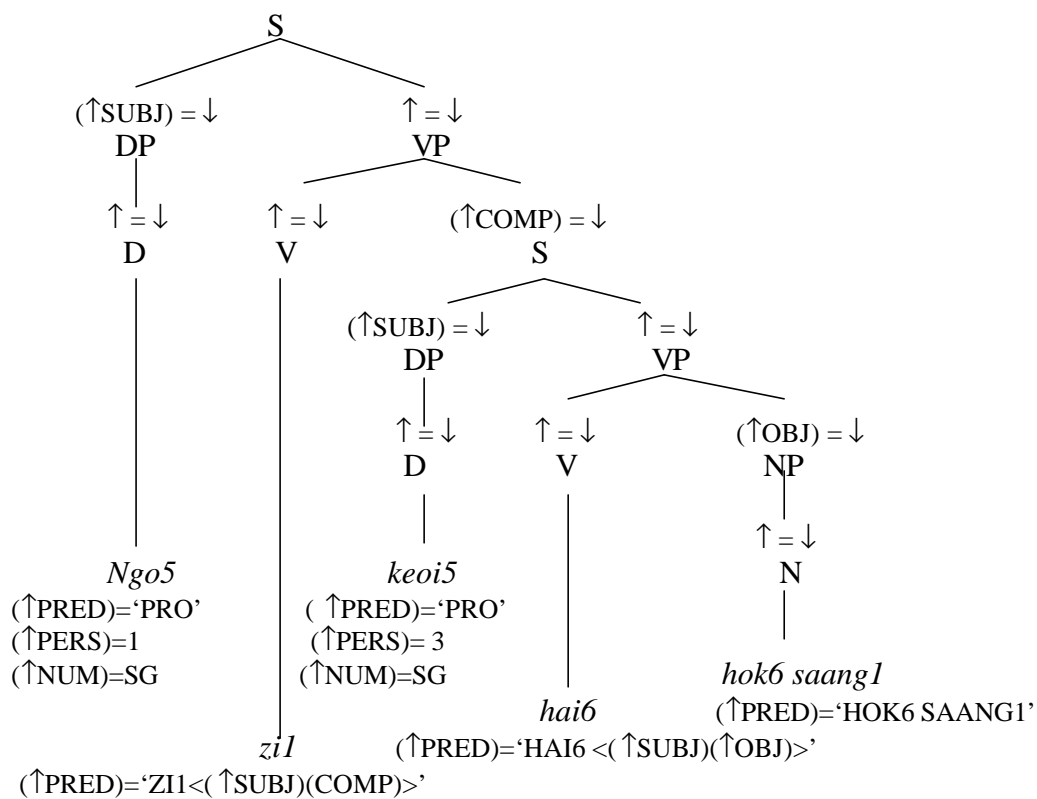 S
(↑SUBJ) = ↓ ↑ = ↓
DP VP
↑ = ↓ ↑ = ↓ (↑COMP) = ↓
D V S
(↑SUBJ) = ↓ ↑ = ↓
DP VP
↑ = ↓ ↑ = ↓ (↑OBJ) = ↓
D V NP
↑ = ↓
Ngo5 keoi5 N
(↑PRED)=‘PRO’ ( ↑PRED)=‘PRO’
(↑PERS)=1 (↑PERS)= 3
(↑NUM)=SG (↑NUM)=SG hok6 saang1
hai6 (↑PRED)=‘HOK6 SAANG1’
zi1 (↑PRED)=‘HAI6 <(↑SUBJ)(↑OBJ)>’
(↑PRED)=‘ZI1<( ↑SUBJ)(COMP)>’